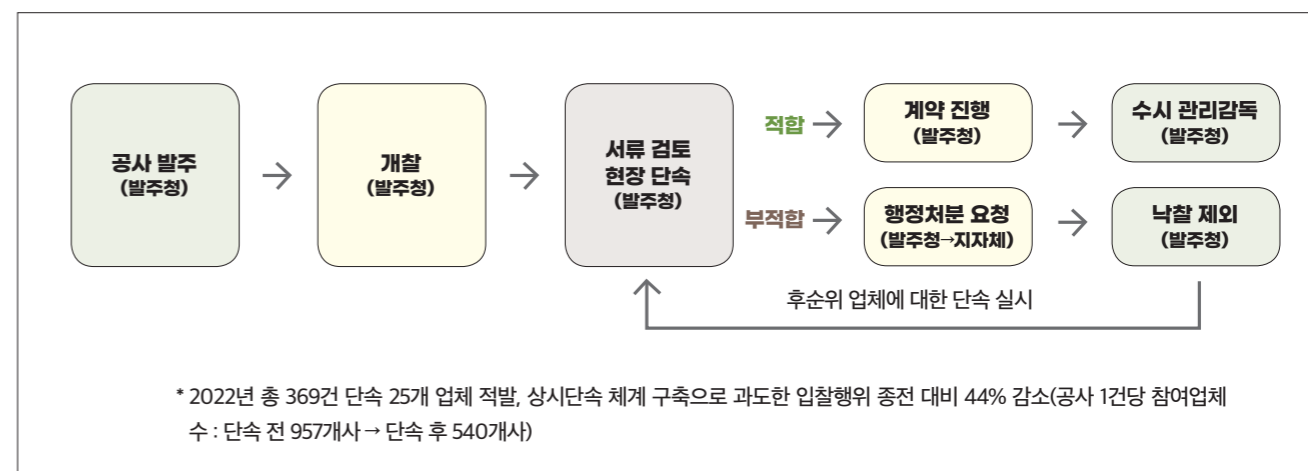 공사 발주
(발주청)
개찰
(발주청)
서류 검토
현장 단속
(발주청)
적합
계약 진행
(발주청)
수시 관리감독
(발주청)
부적합
행정처분 요청
(발주청→지자체)
낙찰 제외
(발주청)
후순위 업체에 대한 단속 실시
* 2022년 총 369건 단속 25개 업체 적발, 상시단속 체계 구축으로 과도한 입찰행위 종전 대비 44% 감소(공사 1건당 참여업체
수 : 단속 전 957개사 → 단속 후 540개사)